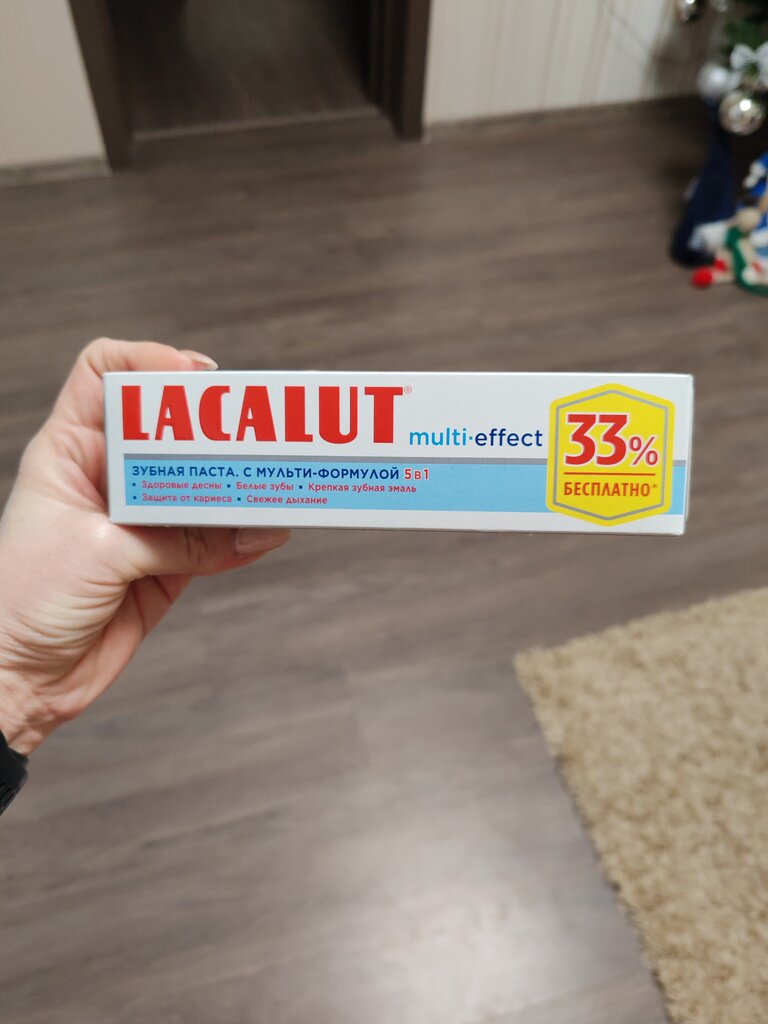 LACALUT®
multi·effect
ЗУБНАЯ ПАСТА. С МУЛЬТИ-ФОРМУЛОЙ 5в1
▪ Здоровые десны ▪ Белые зубы ▪ Крепкая зубная эмаль
▪ Защита от кариеса ▪ Свежее дыхание
33%
БЕСПЛАТНО*